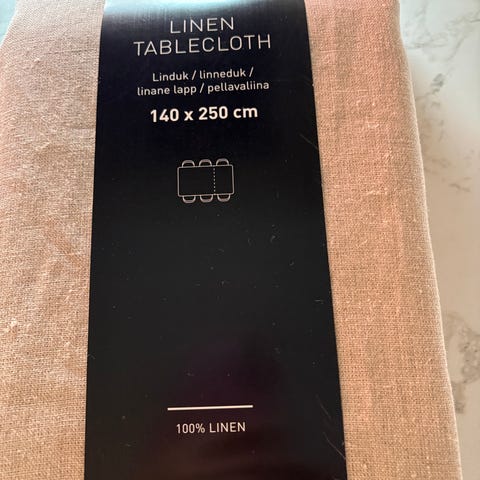 LINEN
TABLECLOTH
Linduk / linneduk /
linane lapp / pellavaliina
140 x 250 cm
100% LINEN